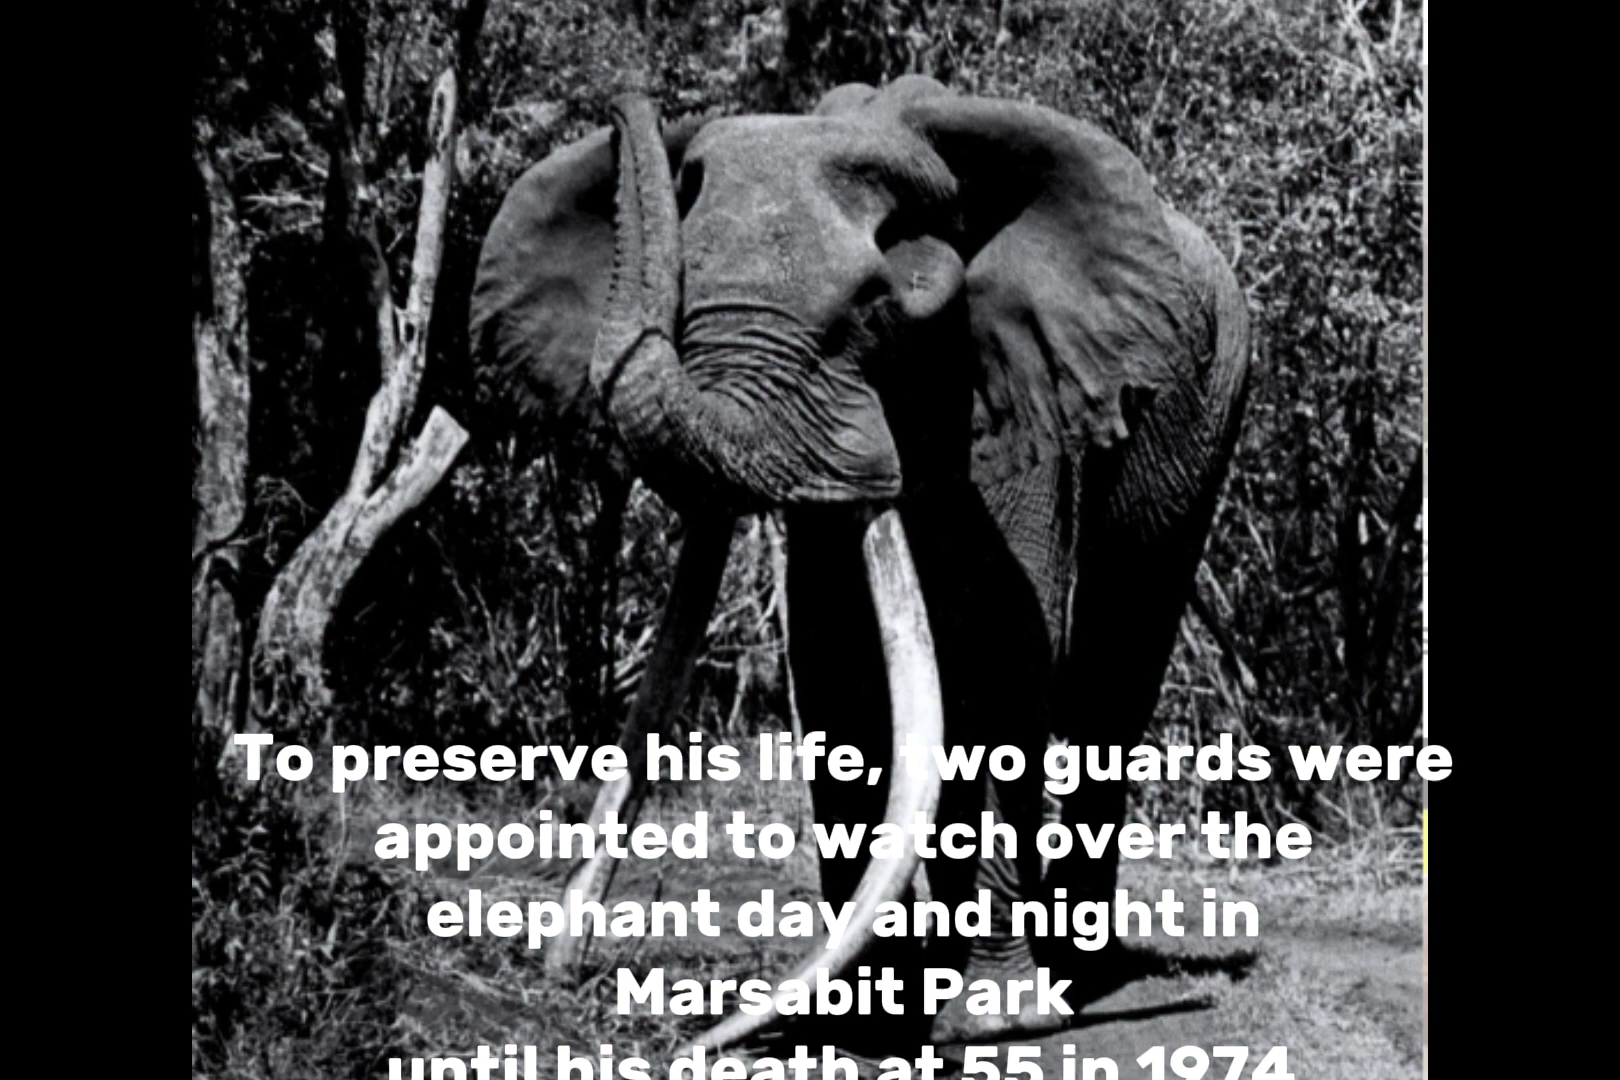 To preserve his life, two guards were
appointed to watch over the
elephant day and night in
Marsabit Park
until his death at 55 in 1974